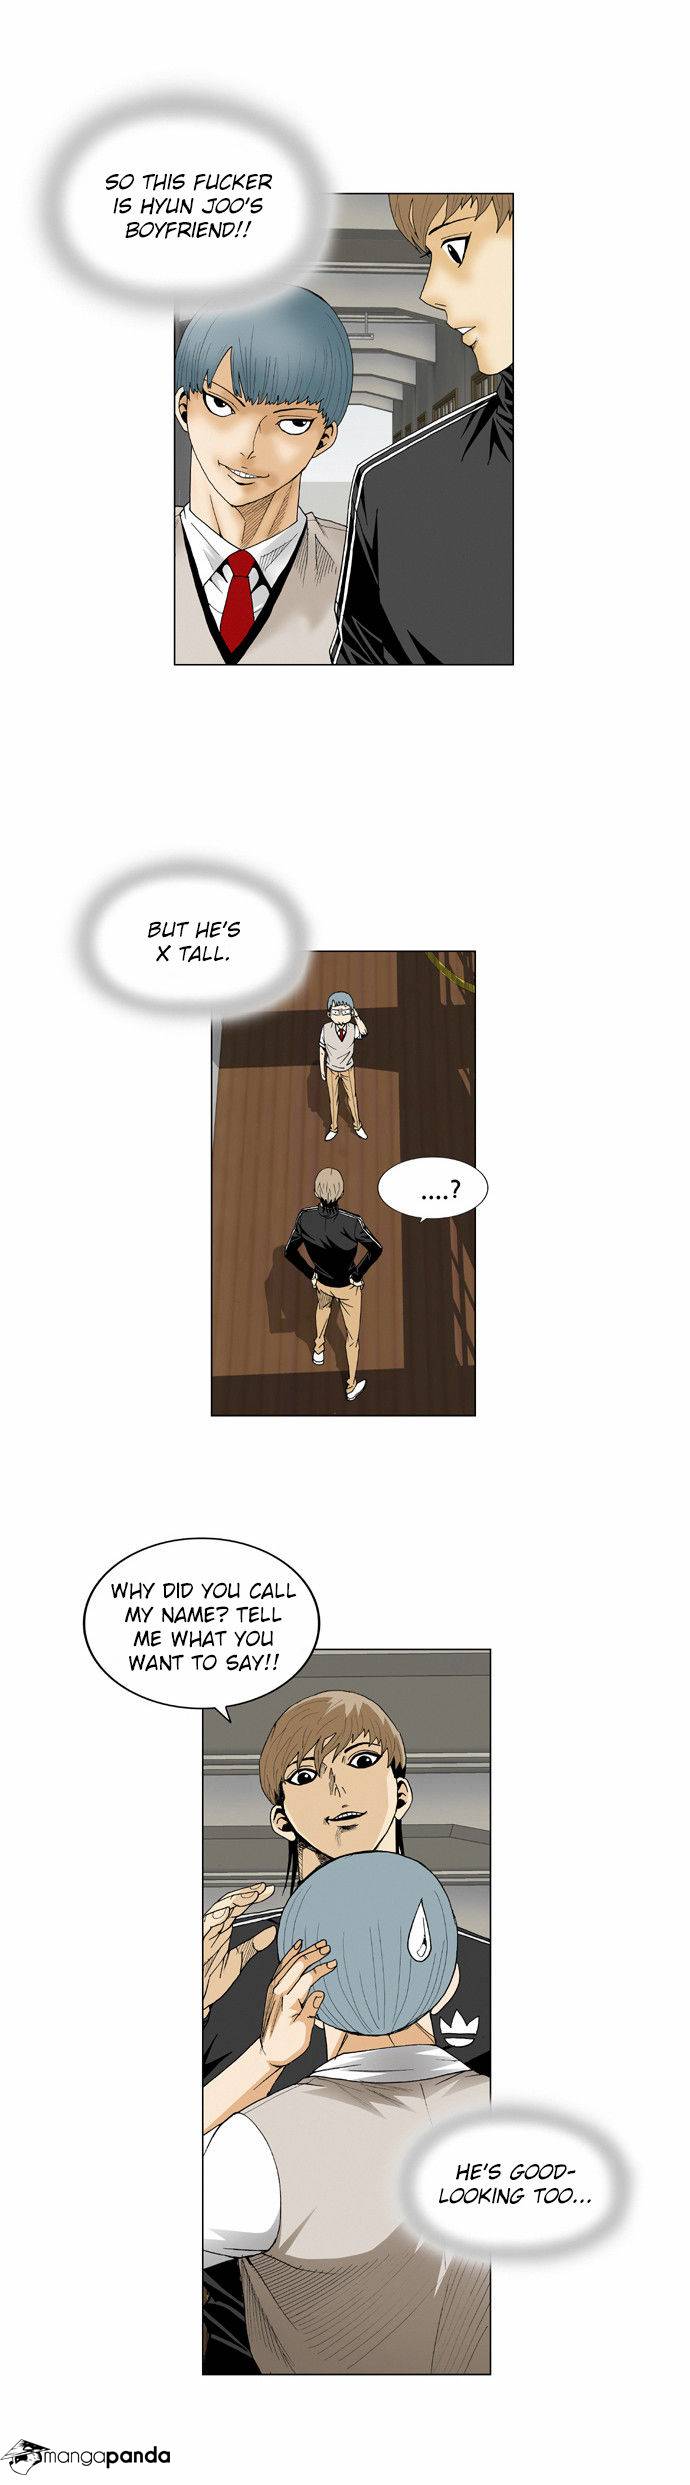 SO THIS FUCKER
IS HYUN JOO'S
BOYFRIEND!!
BUT HE'S
X TALL.
....?
WHY DID YOU CALL
MY NAME? TELL
ME WHAT YOU
WANT TO SAY!!
HE'S GOOD-
LOOKING TOO...
mangapanda